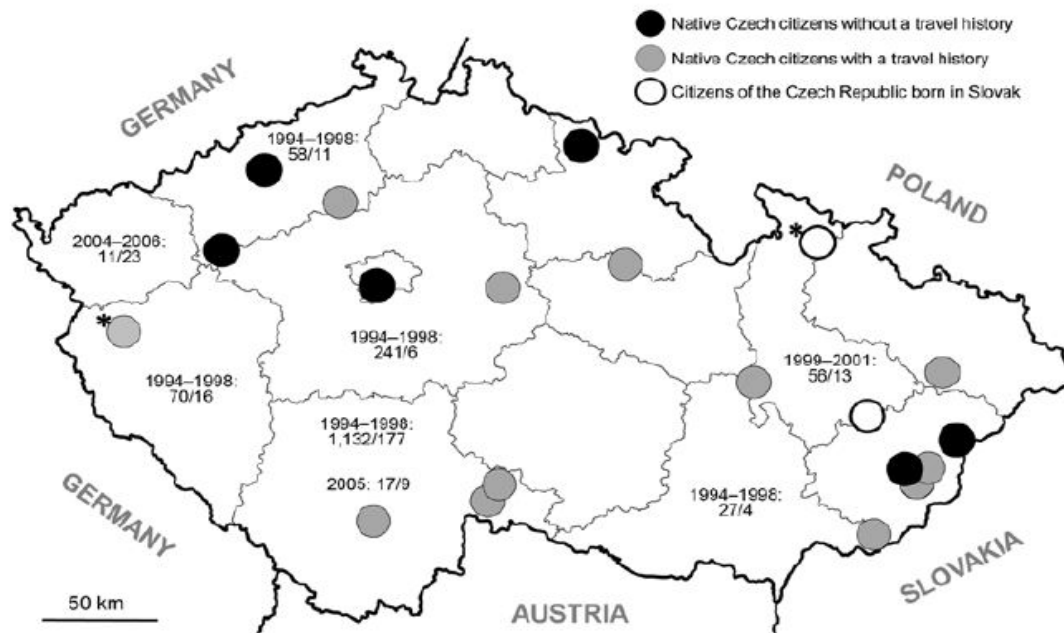 Native Czech citizens without a travel history
Native Czech citizens with a travel history
Citizens of the Czech Republic born in Slovak
GERMANY
1994–1998:
58/11
POLAND
2004–2006:
11/23
*
*
1994–1998:
241/6
1999–2001:
56/13
1994–1998:
70/16
1994–1998:
1,132/177
2005: 17/9
1994–1998:
27/4
GERMANY
SLOVAKIA
50 km
AUSTRIA